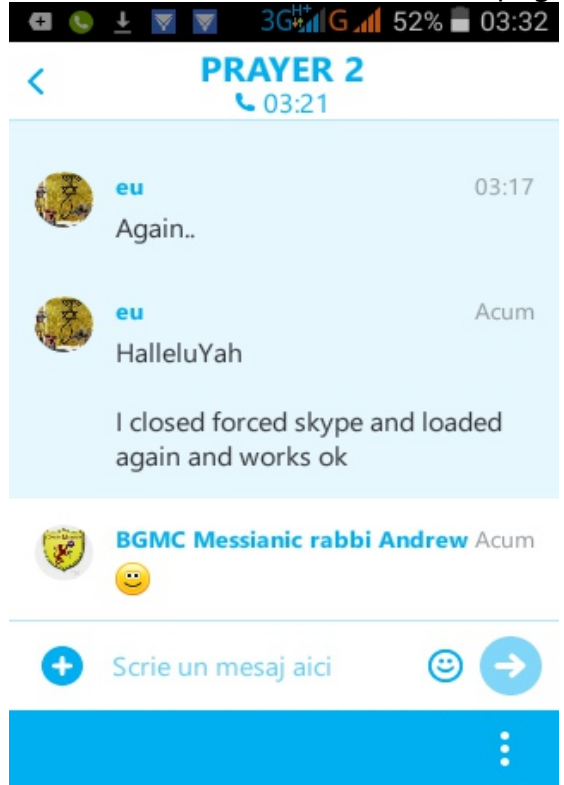 3G H+ G 52% 03:32
PRAYER 2
03:21
eu 03:17
Again..
eu Acum
HalleluYah
I closed forced skype and loaded
again and works ok
BGMC Messianic rabbi Andrew Acum
Scrie un mesaj aici